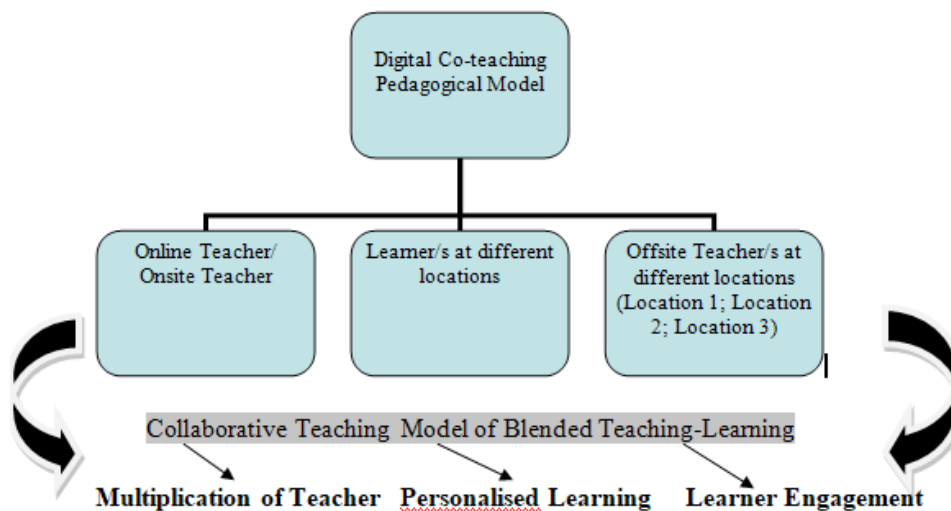 Digital Co-teaching
Pedagogical Model
Online Teacher/
Onsite Teacher
Learner/s at different
locations
Offsite Teacher/s at
different locations
(Location 1; Location
2; Location 3)
Collaborative Teaching Model of Blended Teaching-Learning
Multiplication of Teacher Personalised Learning Learner Engagement